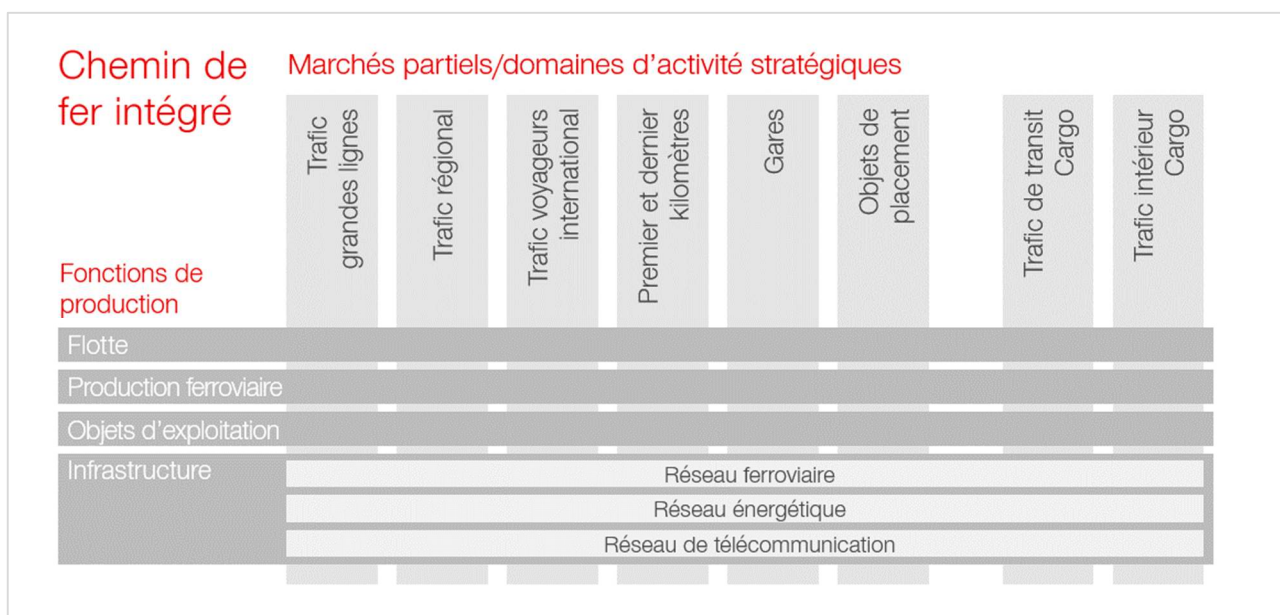 Chemin de
fer intégré
Marchés partiels/domaines d'activité stratégiques
Trafic
grandes lignes
Trafic régional
Trafic voyageurs
international
Premier et dernier
kilomètres
Gares
Objets de
placement
Trafic de transit
Cargo
Trafic intérieur
Cargo
Fonctions de
production
Flotte
Production ferroviaire
Objets d'exploitation
Infrastructure
Réseau ferroviaire
Réseau énergétique
Réseau de télécommunication